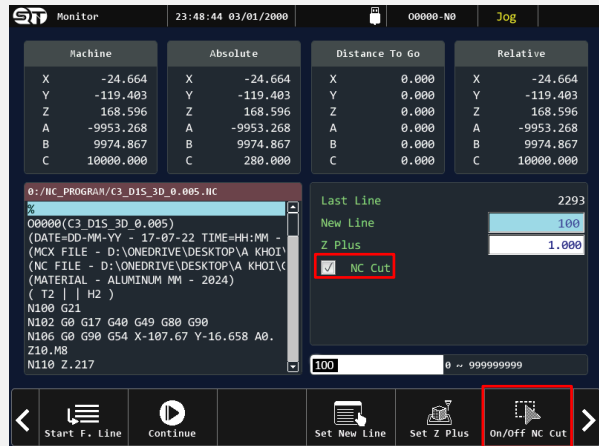 SNT Monitor 23:48:44 03/01/2000 O0000-N0 Jog
Machine Absolute Distance To Go Relative
X -24.664 X -24.664 X 0.000 X -24.664
Y -119.403 Y -119.403 Y 0.000 Y -119.403
Z 168.596 Z 168.596 Z 0.000 Z 168.596
A -9953.268 A -9953.268 A 0.000 A -9953.268
B 9974.867 B 9974.867 B 0.000 B 9974.867
C 10000.000 C 280.000 C 0.000 C 10000.000
0:/NC_PROGRAM/C3_D1S_3D_0.005.NC
%
O0000(C3_D1S_3D_0.005)
(DATE=DD-MM-YY - 17-07-22 TIME=HH:MM -
(MCX FILE - D:\ONEDRIVE\DESKTOP\A KHOI\
(NC FILE - D:\ONEDRIVE\DESKTOP\A KHOI\
(MATERIAL - ALUMINUM MM - 2024)
( T2 | | H2 )
N100 G21
N102 G0 G17 G40 G49 G80 G90
N106 G0 G90 G54 X-107.67 Y-16.658 A0.
Z10.M8
N110 Z.217
Last Line 2293
New Line 100
Z Plus 1.000
NC Cut
100 0 ~ 999999999
Start F. Line Continue Set New Line Set Z Plus On/Off NC Cut